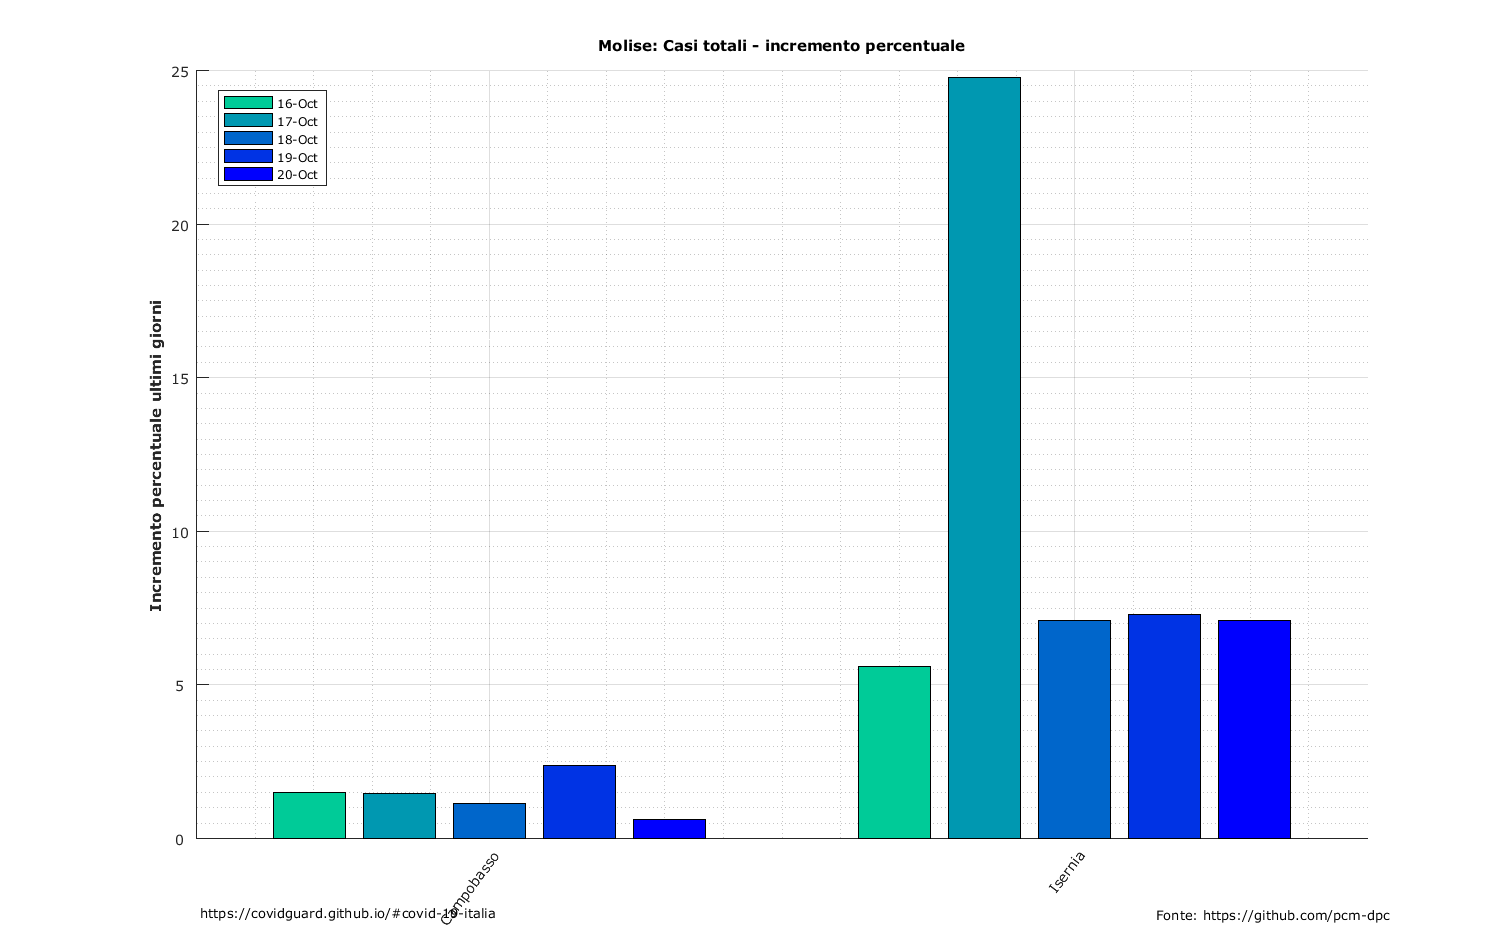 Molise: Casi totali - incremento percentuale
25
20
15
10
5
0
Incremento percentuale ultimi giorni
16-Oct
17-Oct
18-Oct
19-Oct
20-Oct
Campobasso
Isernia
https://covidguard.github.io/#covid-19-italia
Fonte: https://github.com/pcm-dpc